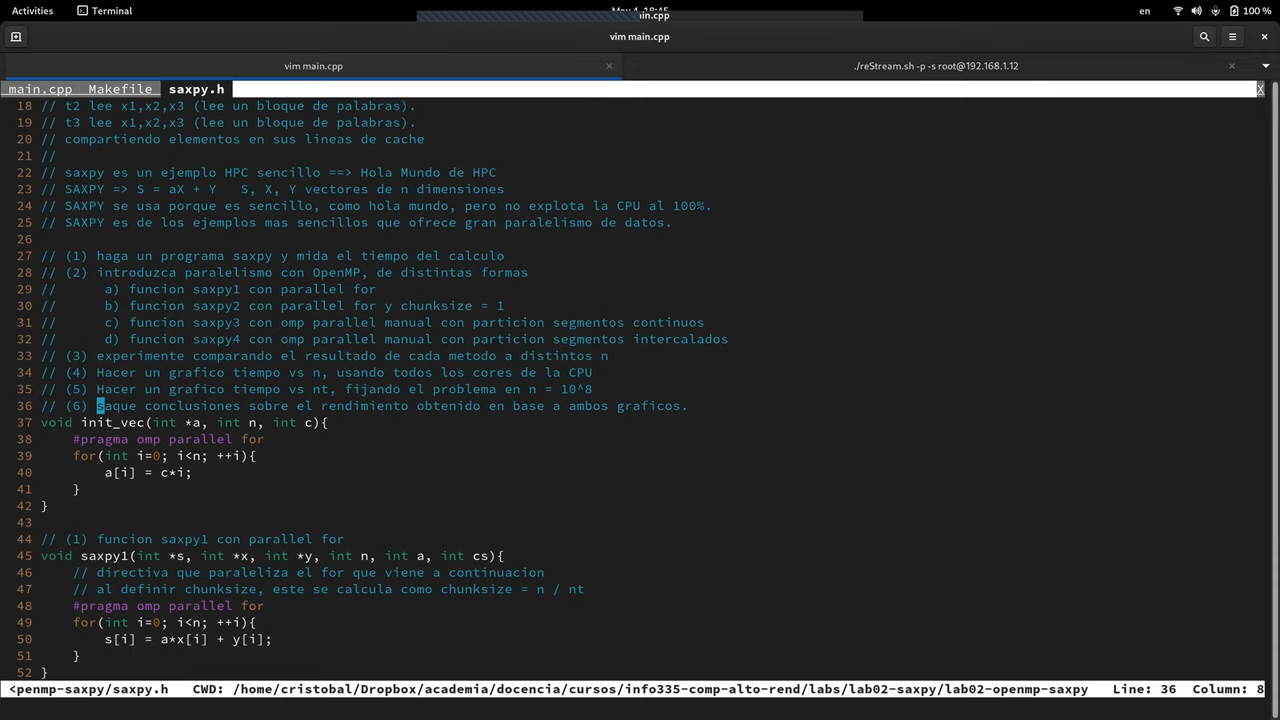 Activities Terminal May 4 18:45 en 100 %
main.cpp
vim main.cpp
vim main.cpp × ./reStream.sh -p -s root@192.168.1.12 ×
main.cpp Makefile saxpy.h X
18 // t2 lee x1,x2,x3 (lee un bloque de palabras).
19 // t3 lee x1,x2,x3 (lee un bloque de palabras).
20 // compartiendo elementos en sus lineas de cache
21 //
22 // saxpy es un ejemplo HPC sencillo ==> Hola Mundo de HPC
23 // SAXPY => S = aX + Y   S, X, Y vectores de n dimensiones
24 // SAXPY se usa porque es sencillo, como hola mundo, pero no explota la CPU al 100%.
25 // SAXPY es de los ejemplos mas sencillos que ofrece gran paralelismo de datos.
26
27 // (1) haga un programa saxpy y mida el tiempo del calculo
28 // (2) introduzca paralelismo con OpenMP, de distintas formas
29 //      a) funcion saxpy1 con parallel for
30 //      b) funcion saxpy2 con parallel for y chunksize = 1
31 //      c) funcion saxpy3 con omp parallel manual con particion segmentos continuos
32 //      d) funcion saxpy4 con omp parallel manual con particion segmentos intercalados
33 // (3) experimente comparando el resultado de cada metodo a distintos n
34 // (4) Hacer un grafico tiempo vs n, usando todos los cores de la CPU
35 // (5) Hacer un grafico tiempo vs nt, fijando el problema en n = 10^8
36 // (6) saque conclusiones sobre el rendimiento obtenido en base a ambos graficos.
37 void init_vec(int *a, int n, int c){
38     #pragma omp parallel for
39     for(int i=0; i<n; ++i){
40         a[i] = c*i;
41     }
42 }
43
44 // (1) funcion saxpy1 con parallel for
45 void saxpy1(int *s, int *x, int *y, int n, int a, int cs){
46     // directiva que paraleliza el for que viene a continuacion
47     // al definir chunksize, este se calcula como chunksize = n / nt
48     #pragma omp parallel for
49     for(int i=0; i<n; ++i){
50         s[i] = a*x[i] + y[i];
51     }
52 }
<penmp-saxpy/saxpy.h   CWD: /home/cristobal/Dropbox/academia/docencia/cursos/info335-comp-alto-rend/labs/lab02-saxpy/lab02-openmp-saxpy   Line: 36  Column: 8